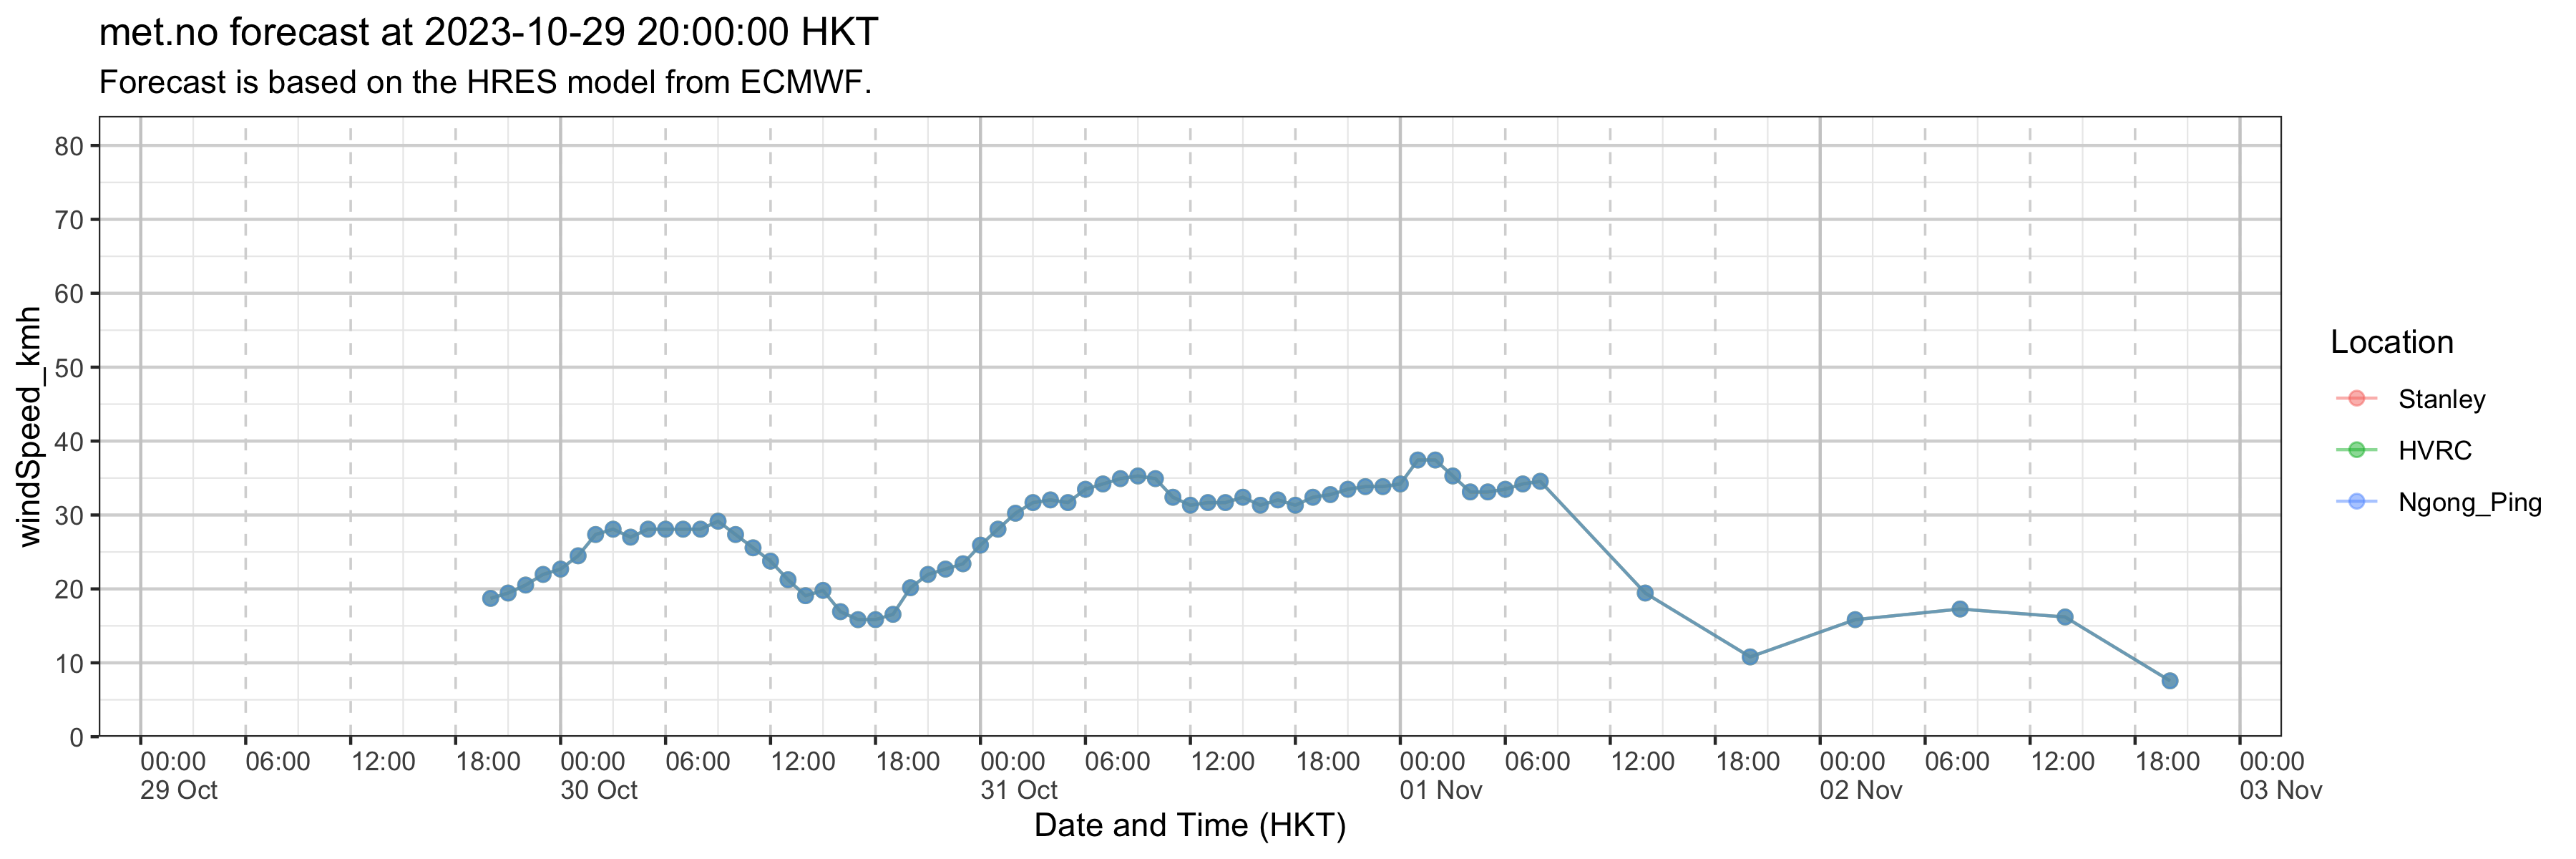 met.no forecast at 2023-10-29 20:00:00 HKT
Forecast is based on the HRES model from ECMWF.
windSpeed_kmh
80
70
60
50
40
30
20
10
0
00:00 06:00 12:00 18:00 00:00 06:00 12:00 18:00 00:00 06:00 12:00 18:00 00:00 06:00 12:00 18:00 00:00 06:00 12:00 18:00 00:00
29 Oct 30 Oct 31 Oct 01 Nov 02 Nov 03 Nov
Date and Time (HKT)
Location
Stanley
HVRC
Ngong_Ping